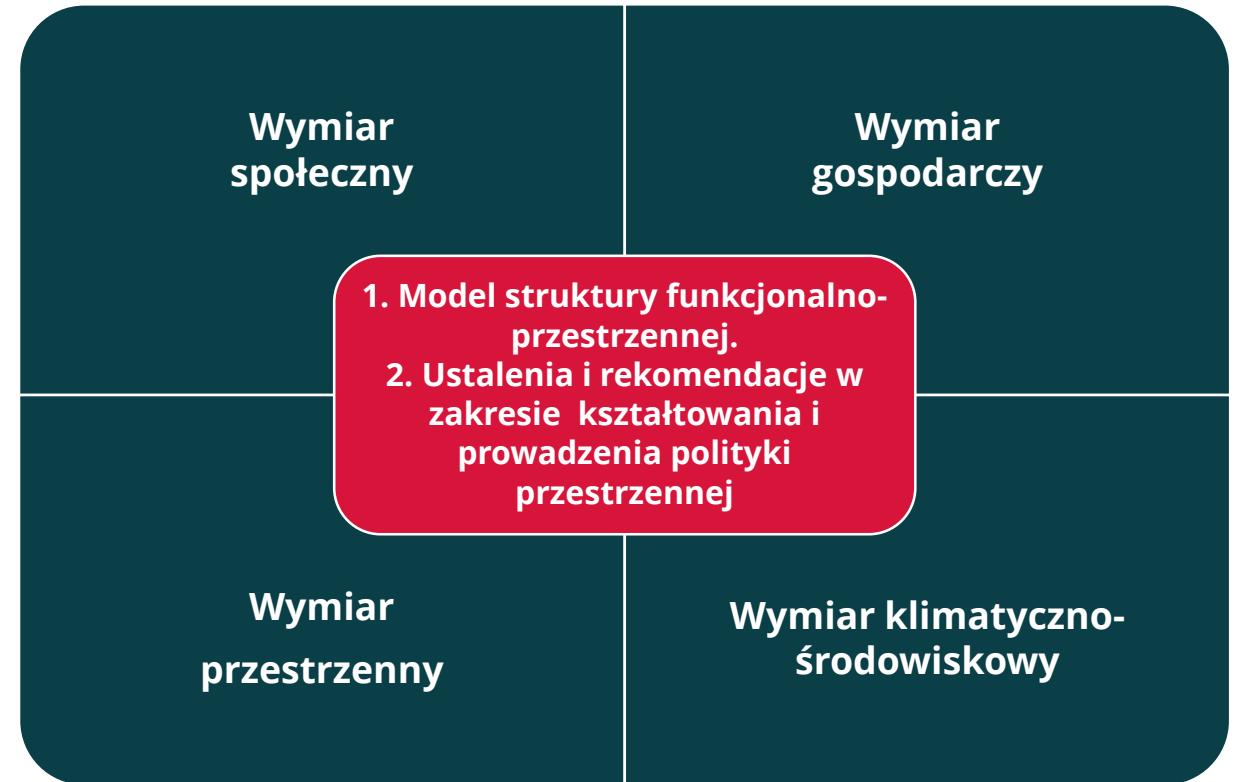 Wymiar
społeczny
Wymiar
gospodarczy
1. Model struktury funkcjonalno-
przestrzennej.
2. Ustalenia i rekomendacje w
zakresie  kształtowania i
prowadzenia polityki
przestrzennej
Wymiar
przestrzenny
Wymiar klimatyczno-
środowiskowy